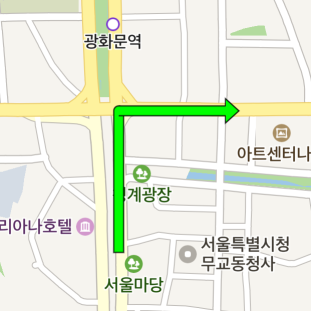 광화문역
아트센터나
청계광장
리아나호텔
서울특별시청
무교동청사
서울마당